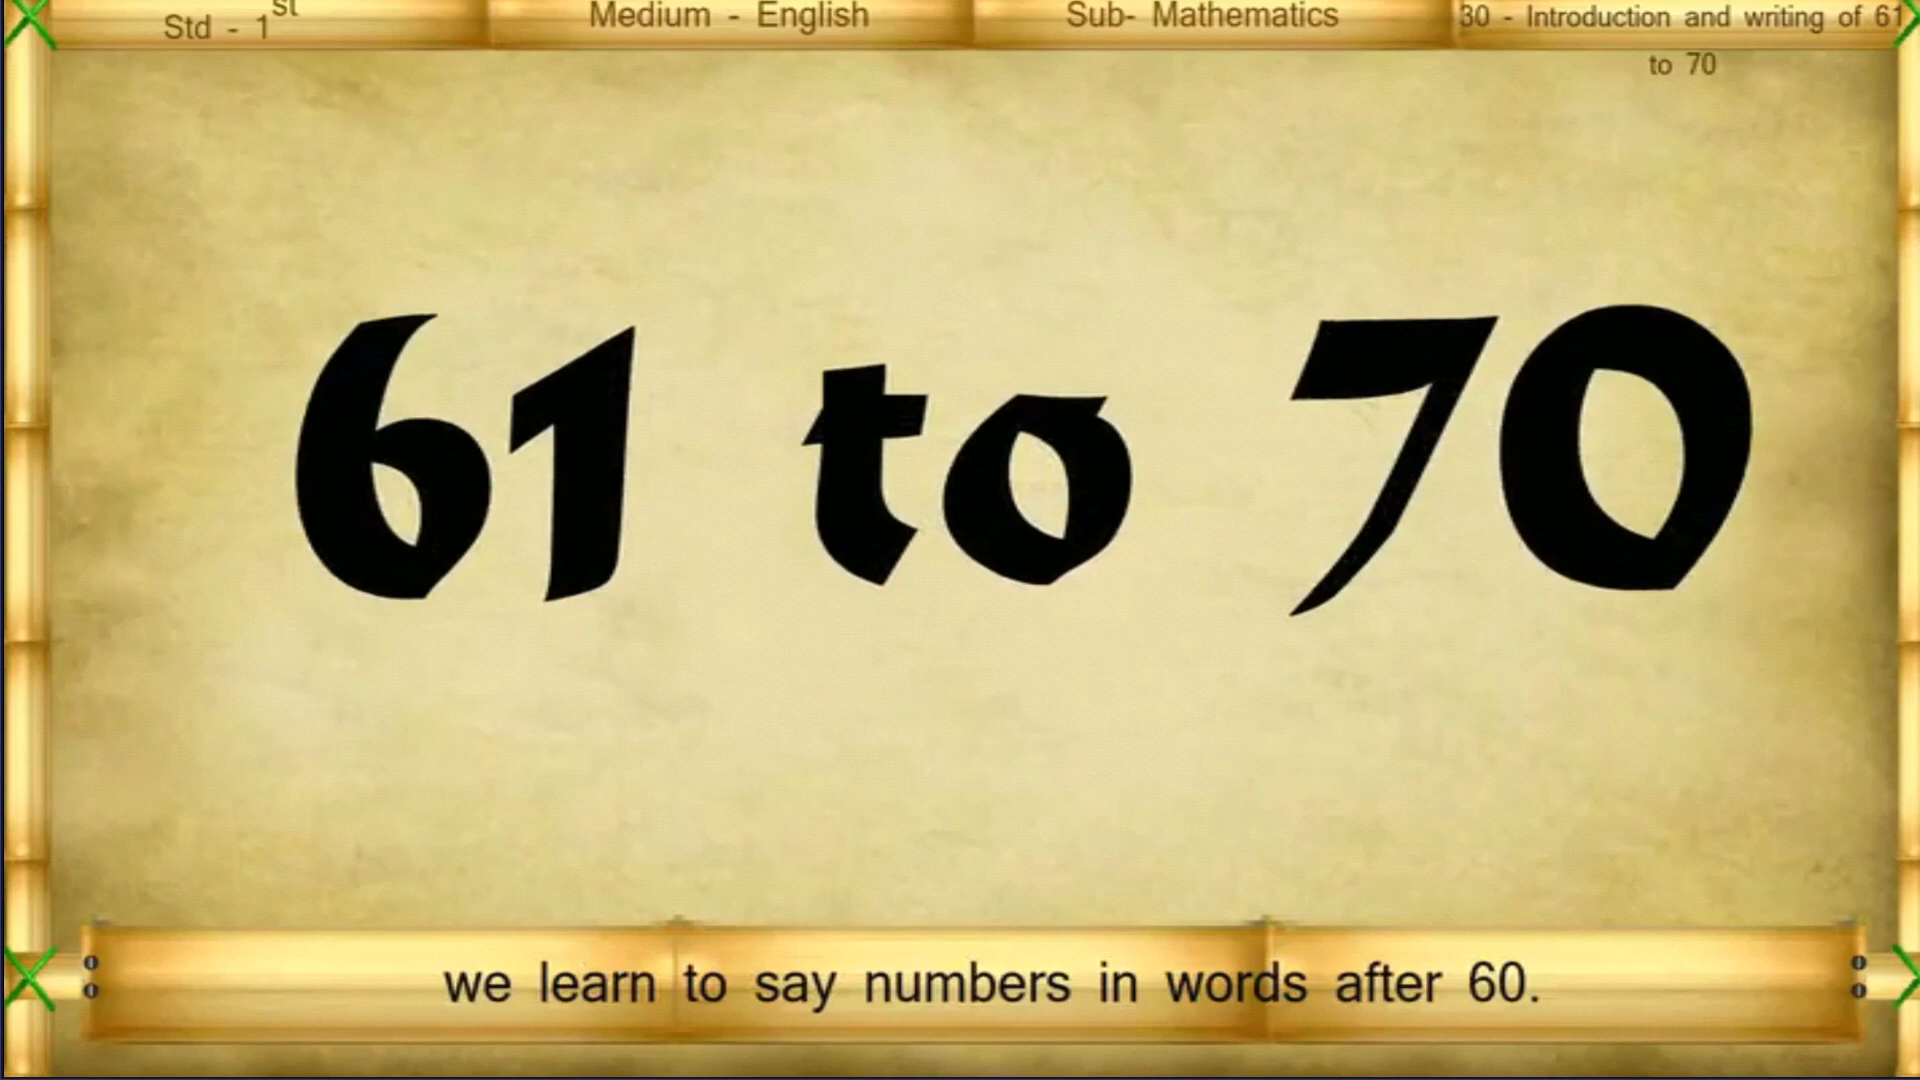 Std - 1st
Medium - English
Sub- Mathematics
30 - Introduction and writing of 61
to 70
61 to 70
we learn to say numbers in words after 60.